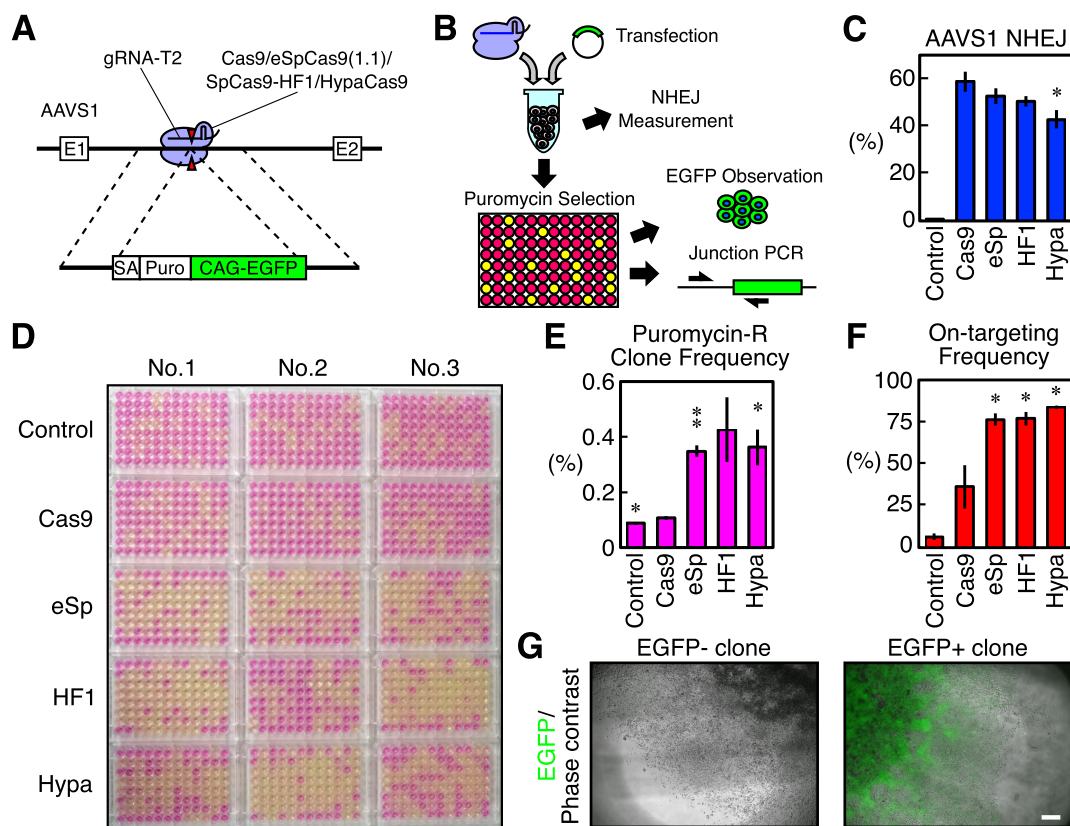 A
gRNA-T2
Cas9/eSpCas9(1.1)/
SpCas9-HF1/HypaCas9
AAVS1
E1
E2
SA
Puro
CAG-EGFP
B
Transfection
NHEJ
Measurement
Puromycin Selection
EGFP Observation
Junction PCR
C
AAVS1 NHEJ
60
40
20
0
(%)
*
Control
Cas9
eSp
HF1
Hypa
D
No.1
No.2
No.3
Control
Cas9
eSp
HF1
Hypa
E
Puromycin-R
Clone Frequency
0.6
0.4
0.2
0
(%)
*
**
*
Control
Cas9
eSp
HF1
Hypa
F
On-targeting
Frequency
100
75
50
25
0
(%)
*
*
*
Control
Cas9
eSp
HF1
Hypa
G
EGFP- clone
EGFP+ clone
EGFP/
Phase contrast